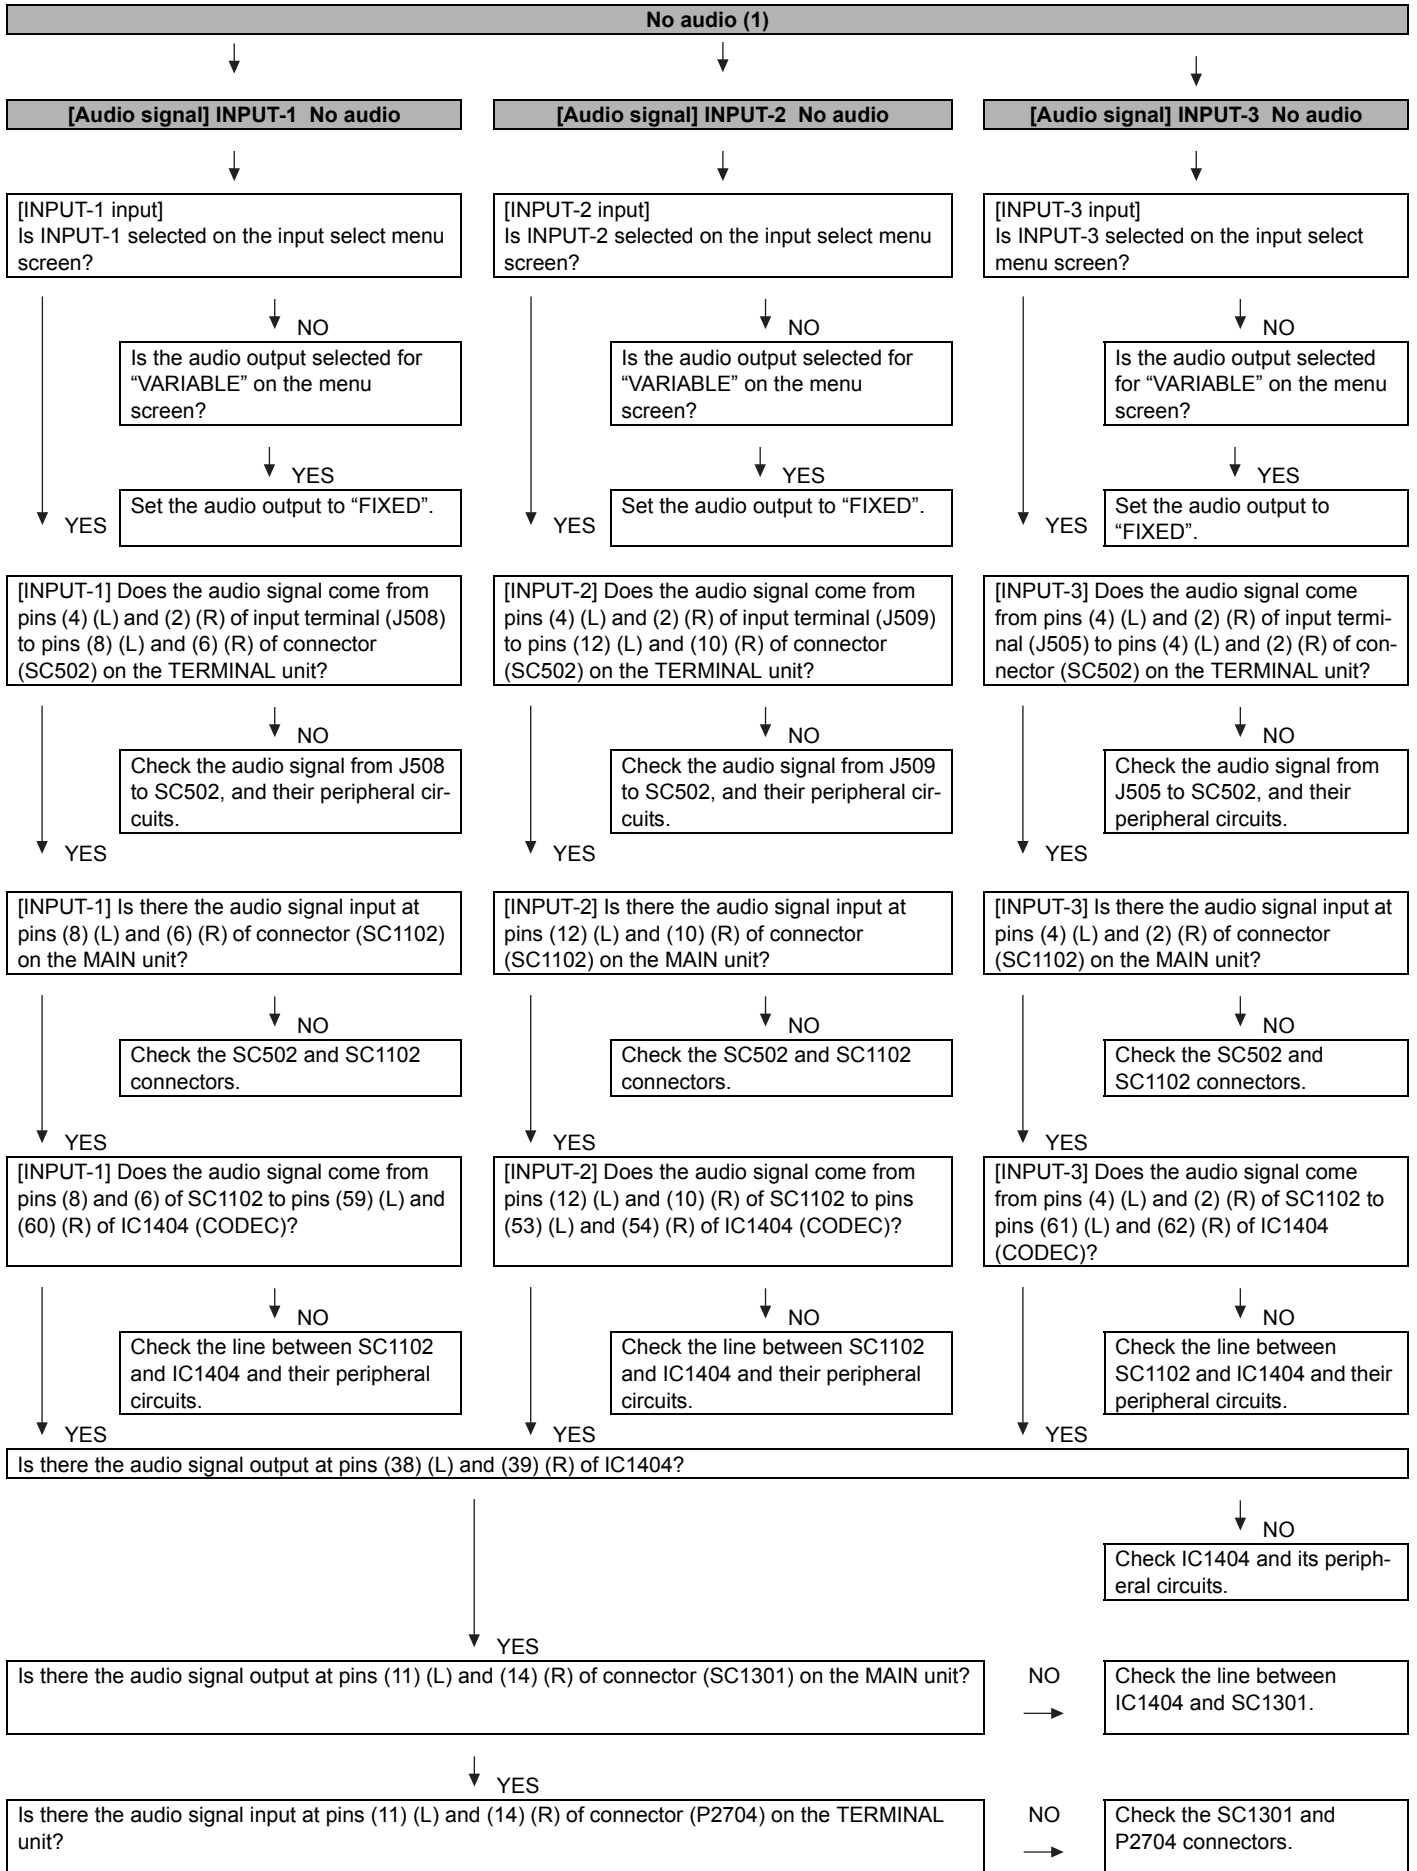 No audio (1)
[Audio signal] INPUT-1 No audio
[Audio signal] INPUT-2 No audio
[Audio signal] INPUT-3 No audio
[INPUT-1 input]
Is INPUT-1 selected on the input select menu
screen?
[INPUT-2 input]
Is INPUT-2 selected on the input select menu
screen?
[INPUT-3 input]
Is INPUT-3 selected on the input select
menu screen?
NO
NO
NO
Is the audio output selected for
“VARIABLE” on the menu
screen?
Is the audio output selected for
“VARIABLE” on the menu
screen?
Is the audio output selected
for “VARIABLE” on the menu
screen?
YES
YES
YES
Set the audio output to “FIXED”.
Set the audio output to “FIXED”.
Set the audio output to
“FIXED”.
YES
YES
YES
[INPUT-1] Does the audio signal come from
pins (4) (L) and (2) (R) of input terminal (J508)
to pins (8) (L) and (6) (R) of connector
(SC502) on the TERMINAL unit?
[INPUT-2] Does the audio signal come from
pins (4) (L) and (2) (R) of input terminal (J509)
to pins (12) (L) and (10) (R) of connector
(SC502) on the TERMINAL unit?
[INPUT-3] Does the audio signal come
from pins (4) (L) and (2) (R) of input termi-
nal (J505) to pins (4) (L) and (2) (R) of con-
nector (SC502) on the TERMINAL unit?
NO
NO
NO
Check the audio signal from J508
to SC502, and their peripheral cir-
cuits.
Check the audio signal from J509
to SC502, and their peripheral cir-
cuits.
Check the audio signal from
J505 to SC502, and their
peripheral circuits.
YES
YES
YES
[INPUT-1] Is there the audio signal input at
pins (8) (L) and (6) (R) of connector (SC1102)
on the MAIN unit?
[INPUT-2] Is there the audio signal input at
pins (12) (L) and (10) (R) of connector
(SC1102) on the MAIN unit?
[INPUT-3] Is there the audio signal input at
pins (4) (L) and (2) (R) of connector
(SC1102) on the MAIN unit?
NO
NO
NO
Check the SC502 and SC1102
connectors.
Check the SC502 and SC1102
connectors.
Check the SC502 and
SC1102 connectors.
YES
YES
YES
[INPUT-1] Does the audio signal come from
pins (8) and (6) of SC1102 to pins (59) (L) and
(60) (R) of IC1404 (CODEC)?
[INPUT-2] Does the audio signal come from
pins (12) (L) and (10) (R) of SC1102 to pins
(53) (L) and (54) (R) of IC1404 (CODEC)?
[INPUT-3] Does the audio signal come
from pins (4) (L) and (2) (R) of SC1102 to
pins (61) (L) and (62) (R) of IC1404
(CODEC)?
NO
NO
NO
Check the line between SC1102
and IC1404 and their peripheral
circuits.
Check the line between SC1102
and IC1404 and their peripheral
circuits.
Check the line between
SC1102 and IC1404 and their
peripheral circuits.
YES
YES
YES
Is there the audio signal output at pins (38) (L) and (39) (R) of IC1404?
NO
Check IC1404 and its periph-
eral circuits.
YES
Is there the audio signal output at pins (11) (L) and (14) (R) of connector (SC1301) on the MAIN unit?
NO
Check the line between
IC1404 and SC1301.
YES
Is there the audio signal input at pins (11) (L) and (14) (R) of connector (P2704) on the TERMINAL
unit?
NO
Check the SC1301 and
P2704 connectors.